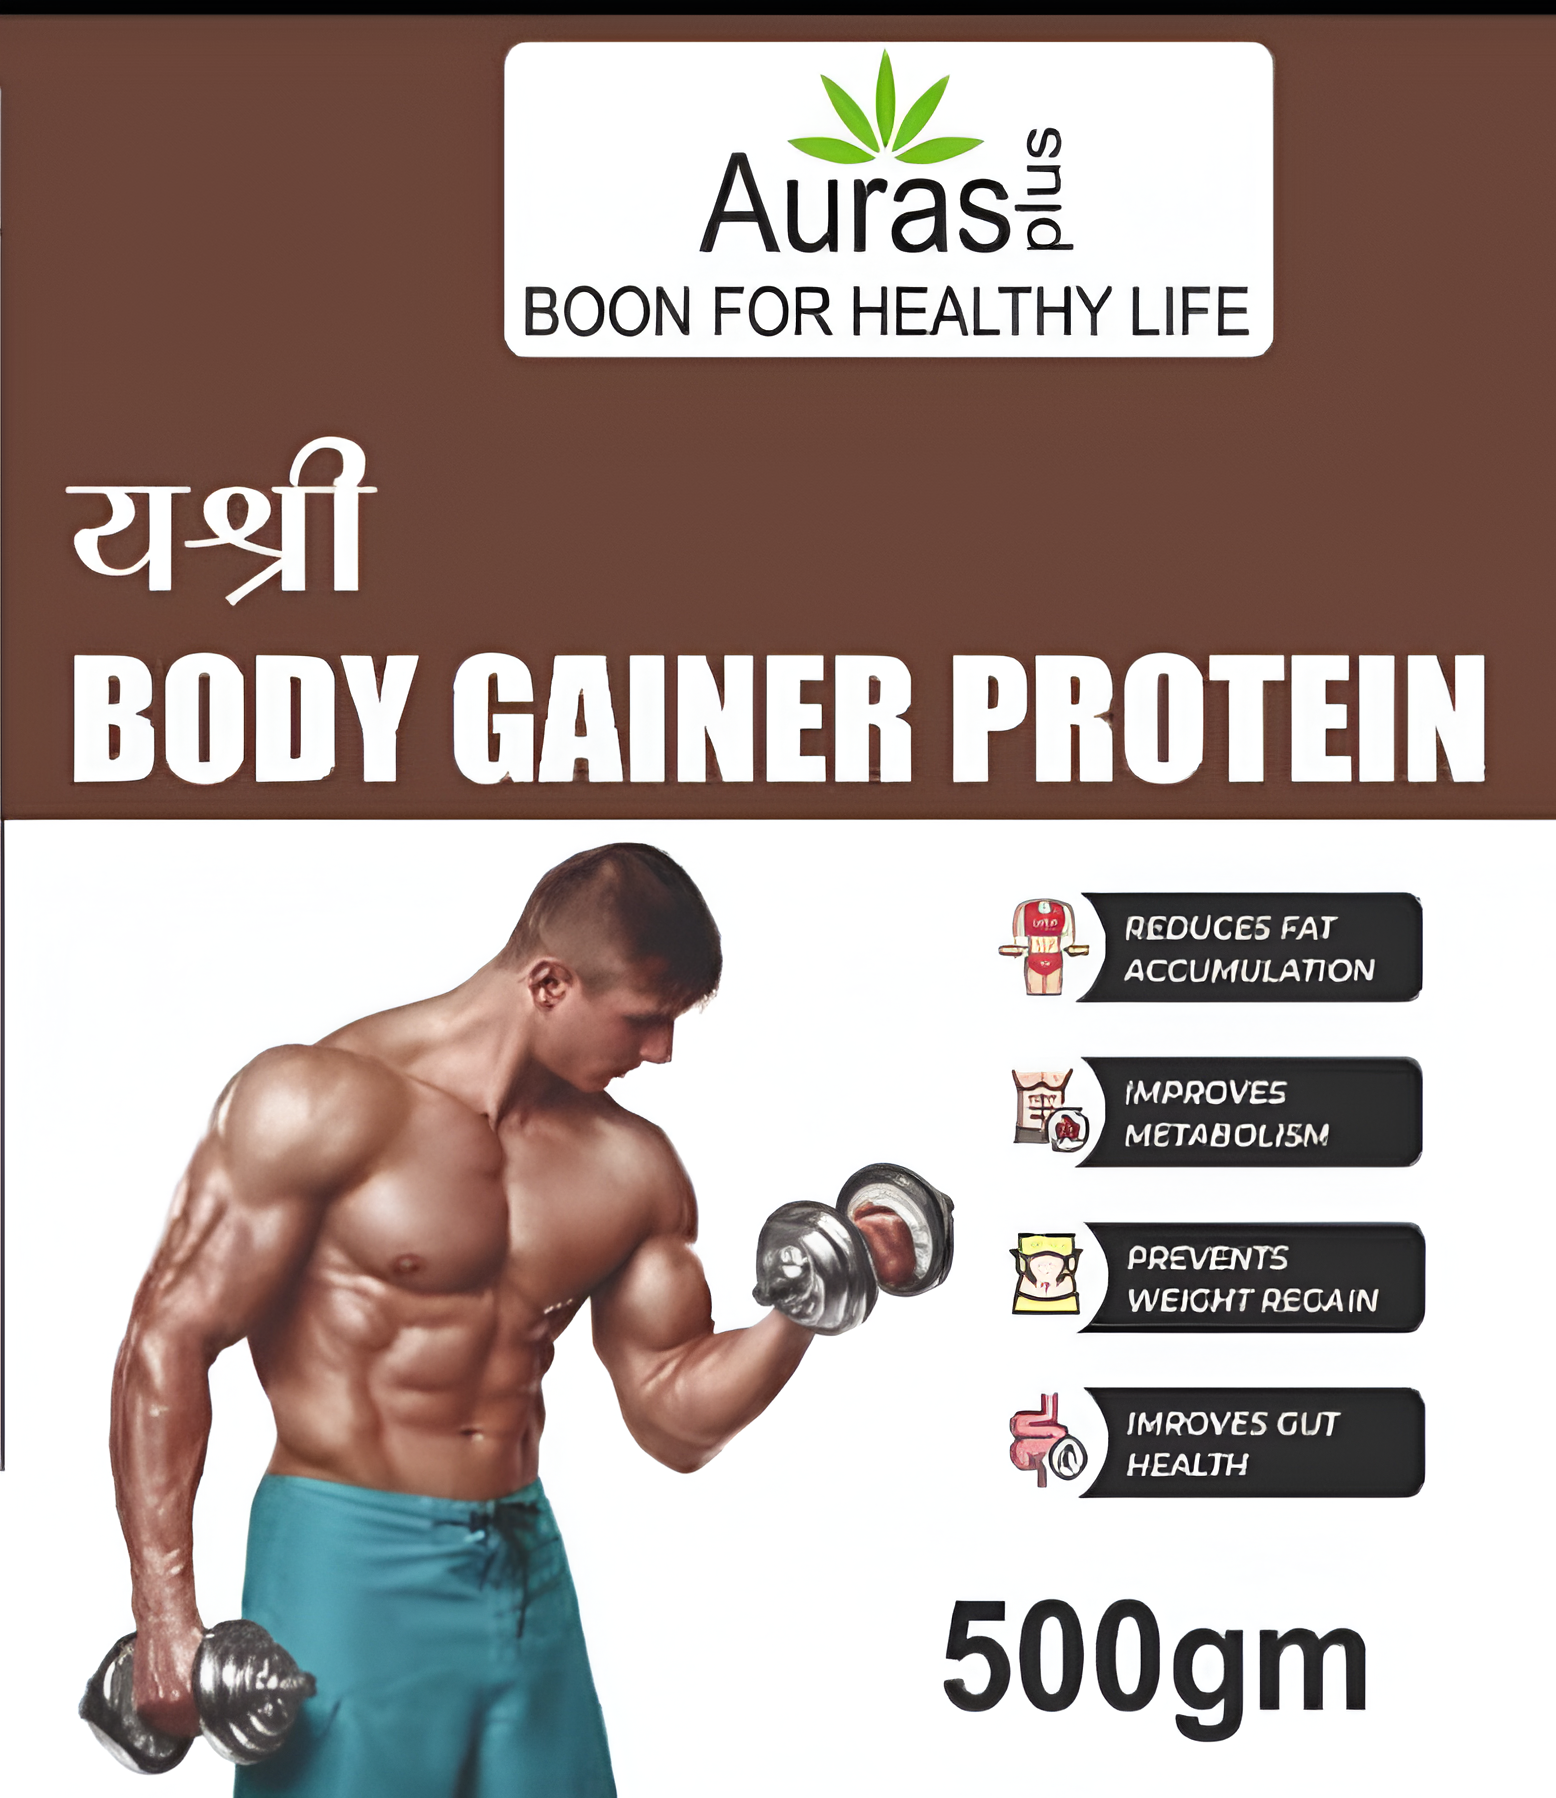 Auras plus
BOON FOR HEALTHY LIFE
यश्री
BODY GAINER PROTEIN
REDUCES FAT
ACCUMULATION
IMPROVES
METABOLISM
PREVENTS
WEIGHT REGAIN
IMROVES GUT
HEALTH
500gm